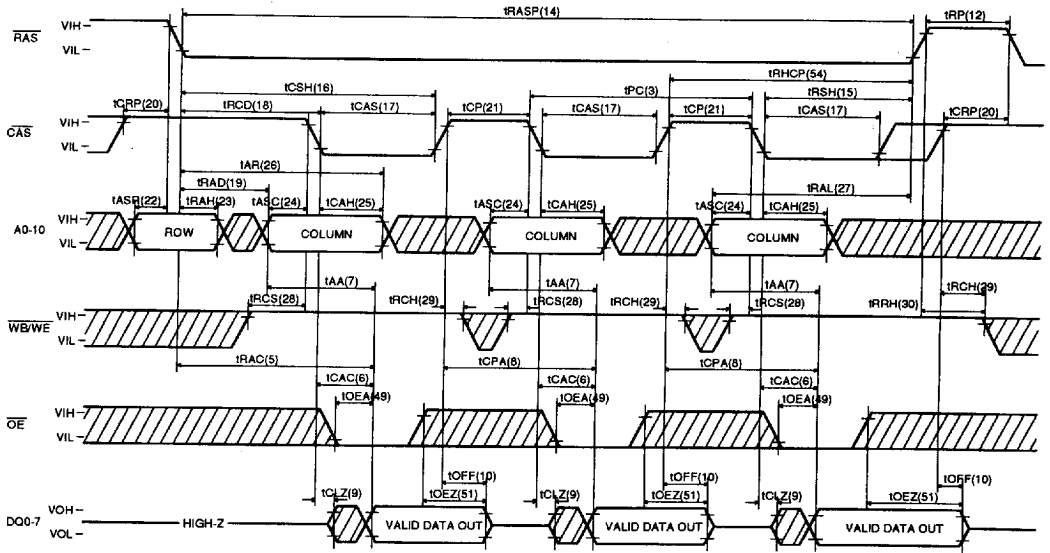 tRASP(14) tRP(12)
RAS VIH VIL
tRHCP(54)
tCSH(16) tPC(3) tRSH(15)
tCRP(20) tRCD(18) tCAS(17) tCP(21) tCAS(17) tCP(21) tCAS(17) tCRP(20)
CAS VIH VIL
tAR(26)
tRAD(19) tRAL(27)
tASR(22) tRAH(23) tASC(24) tCAH(25) tASC(24) tCAH(25) tASC(24) tCAH(25)
A0-10 VIH VIL ROW COLUMN COLUMN COLUMN
tAA(7) tAA(7) tAA(7)
tRCS(28) tRCH(29) tRCS(28) tRCH(29) tRCS(28) tRRH(30) tRCH(29)
WB/WE VIH VIL
tRAC(5) tCPA(8) tCPA(8)
tCAC(6) tCAC(6) tCAC(6)
tOEA(49) tOEA(49) tOEA(49)
OE VIH VIL
tOFF(10) tOFF(10) tOFF(10)
tCLZ(9) tOEZ(51) tCLZ(9) tOEZ(51) tCLZ(9) tOEZ(51)
DQ0-7 VOH VOL HIGH-Z VALID DATA OUT VALID DATA OUT VALID DATA OUT